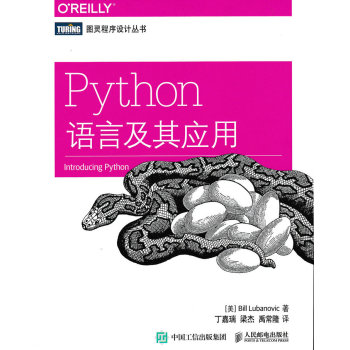 O'REILLY®
TURING 图灵程序设计丛书
Python
语言及其应用
Introducing Python
[美] Bill Lubanovic 著
丁嘉瑞 梁杰 禹常隆 译
中国工信出版集团 人民邮电出版社
POSTS & TELECOM PRESS